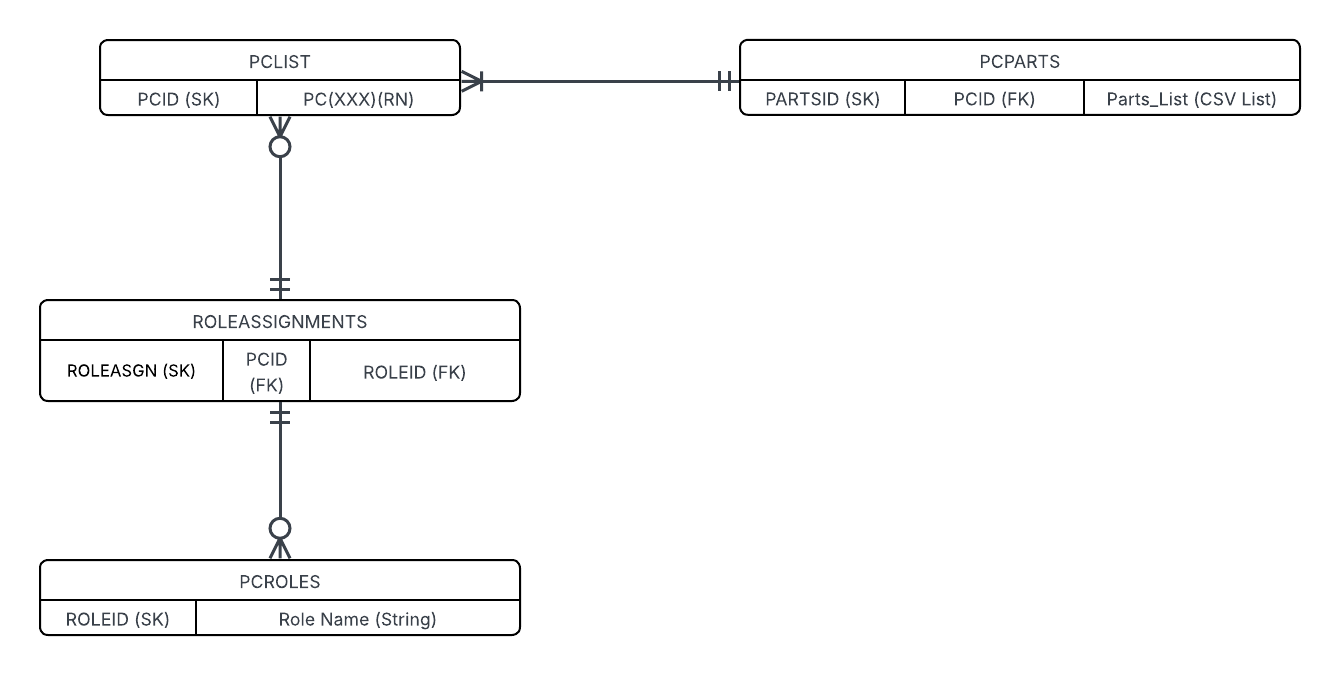 PCLIST
PCID (SK)
PC(XXX)(RN)
PCPARTS
PARTSID (SK)
PCID (FK)
Parts_List (CSV List)
ROLEASSIGNMENTS
ROLEASGN (SK)
PCID
(FK)
ROLEID (FK)
PCROLES
ROLEID (SK)
Role Name (String)